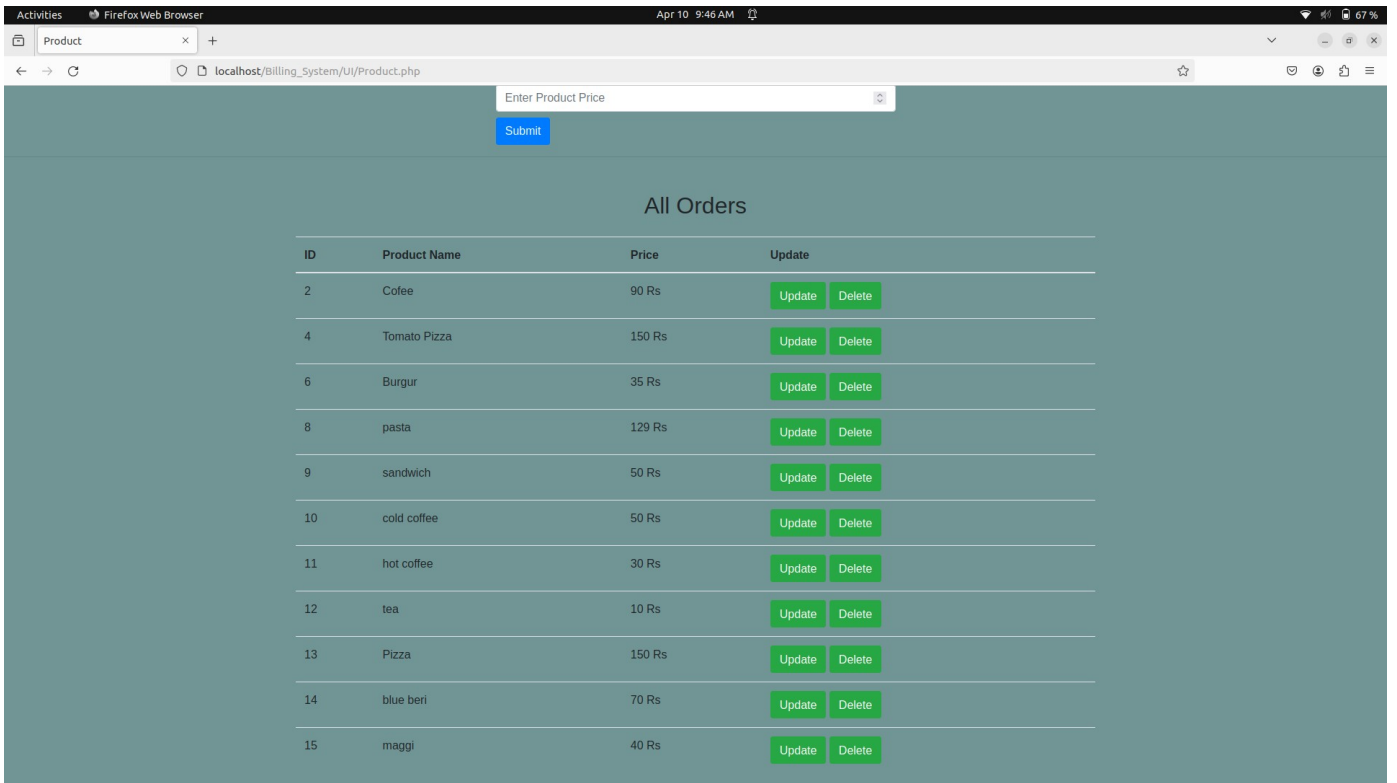 Activities Firefox Web Browser Apr 10 9:46 AM 67 %
Product
localhost/Billing_System/UI/Product.php
Enter Product Price
Submit
All Orders
ID Product Name Price Update
2 Cofee 90 Rs Update Delete
4 Tomato Pizza 150 Rs Update Delete
6 Burgur 35 Rs Update Delete
8 pasta 129 Rs Update Delete
9 sandwich 50 Rs Update Delete
10 cold coffee 50 Rs Update Delete
11 hot coffee 30 Rs Update Delete
12 tea 10 Rs Update Delete
13 Pizza 150 Rs Update Delete
14 blue beri 70 Rs Update Delete
15 maggi 40 Rs Update Delete